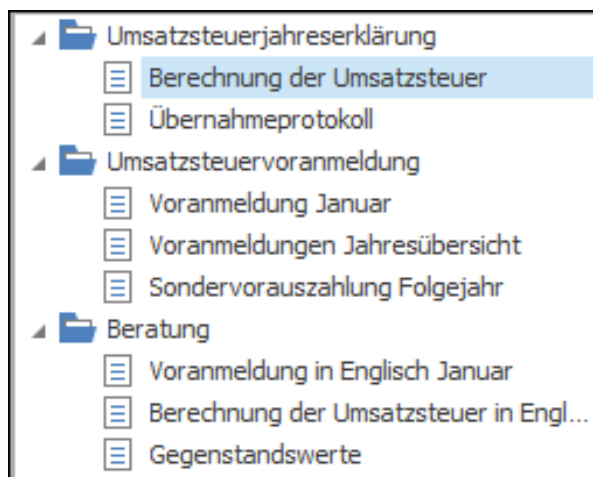 Umsatzsteuerjahreserklärung
Berechnung der Umsatzsteuer
Übernahmeprotokoll
Umsatzsteuervoranmeldung
Voranmeldung Januar
Voranmeldungen Jahresübersicht
Sondervorauszahlung Folgejahr
Beratung
Voranmeldung in Englisch Januar
Berechnung der Umsatzsteuer in Engl...
Gegenstandswerte